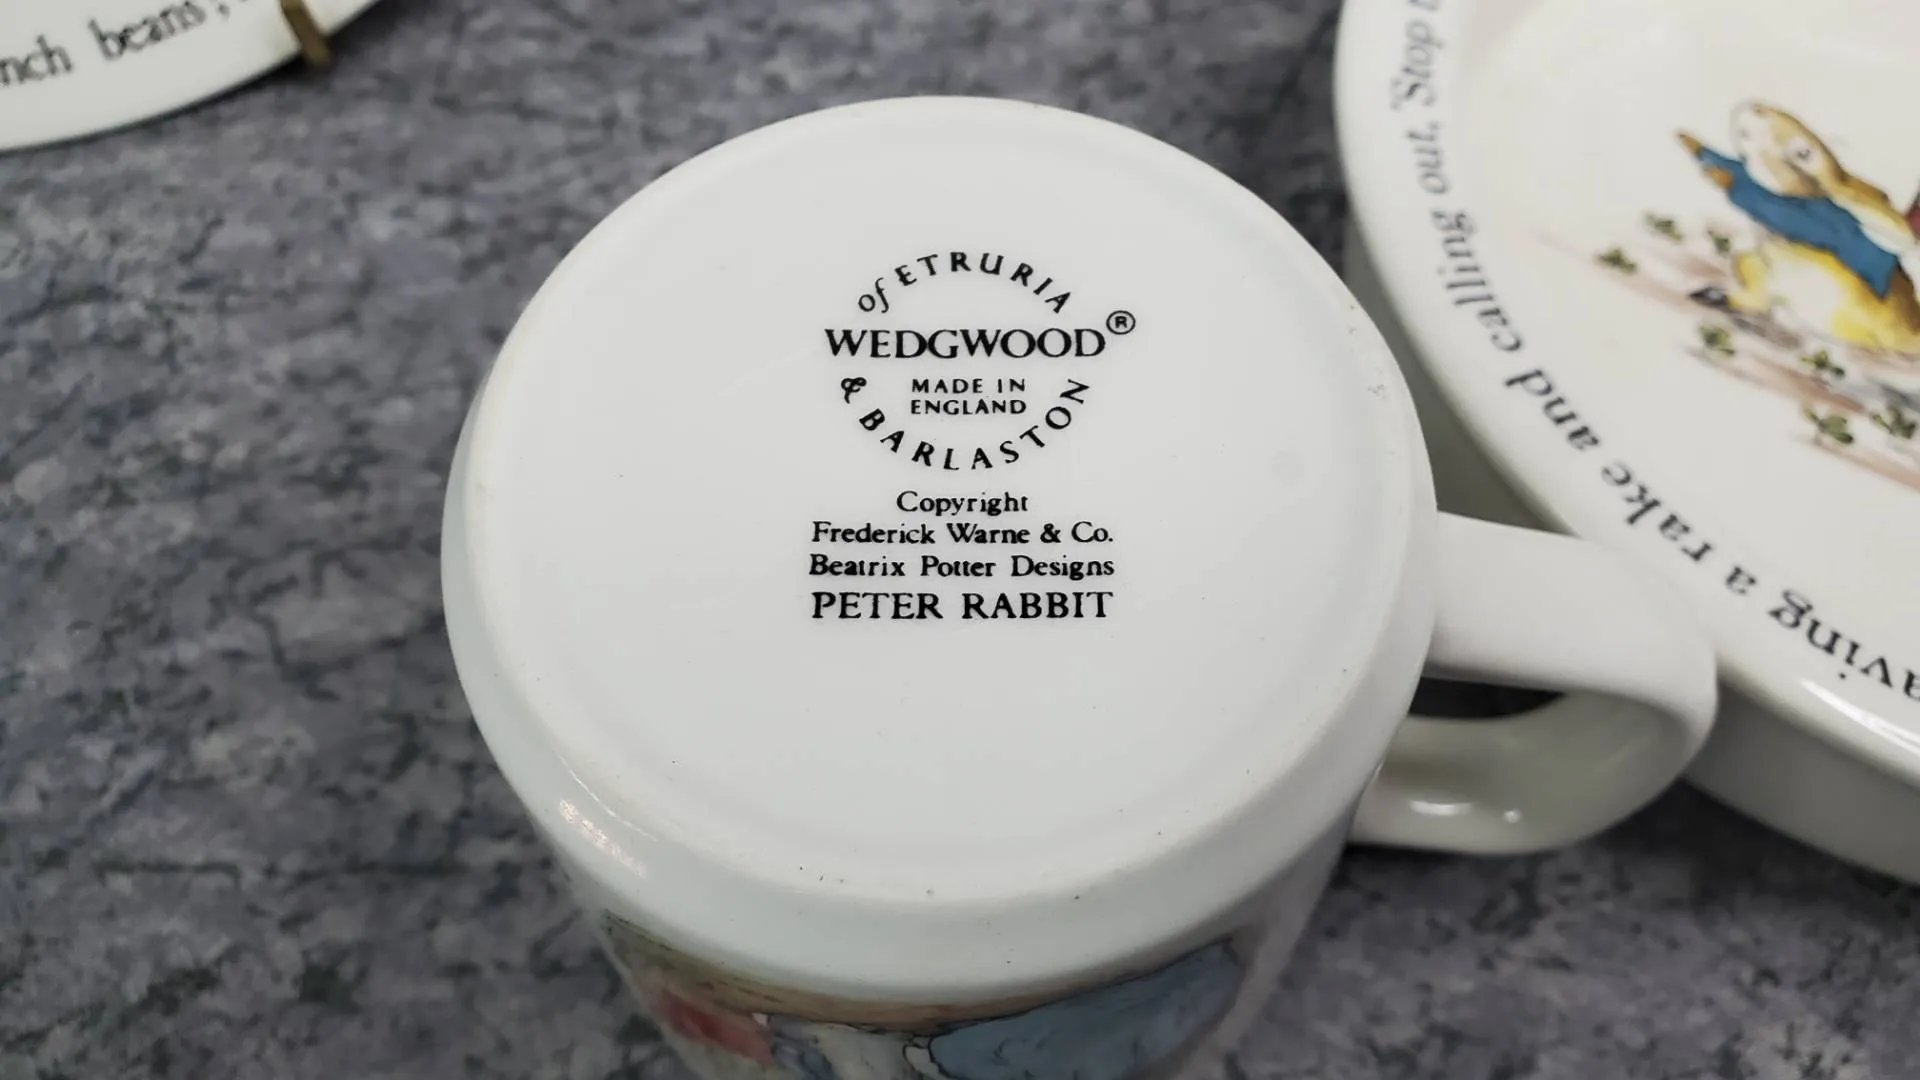 nch beans;
of ETRURIA
WEDGWOOD®
MADE IN
ENGLAND
& BARLASTON
Copyright
Frederick Warne & Co.
Beatrix Potter Designs
PETER RABBIT
aving a rake and calling out, 'Stop